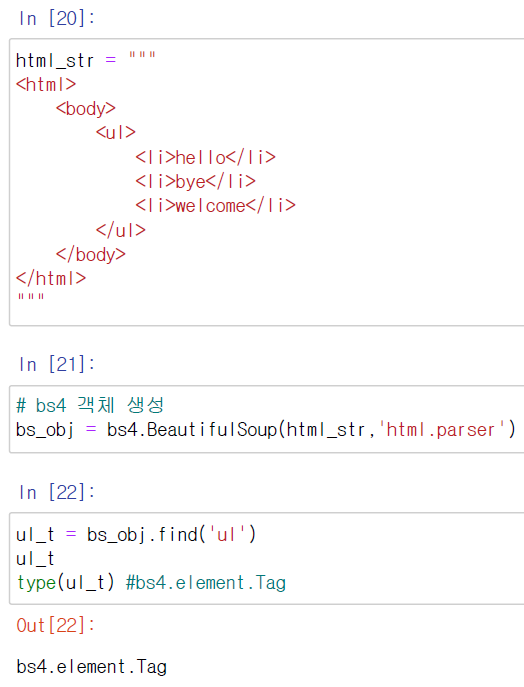 In [20]:
html_str = """
<html>
    <body>
        <ul>
            <li>hello</li>
            <li>bye</li>
            <li>welcome</li>
        </ul>
    </body>
</html>
"""
In [21]:
# bs4 객체 생성
bs_obj = bs4.BeautifulSoup(html_str,'html.parser')
In [22]:
ul_t = bs_obj.find('ul')
ul_t
type(ul_t) #bs4.element.Tag
Out[22]:
bs4.element.Tag